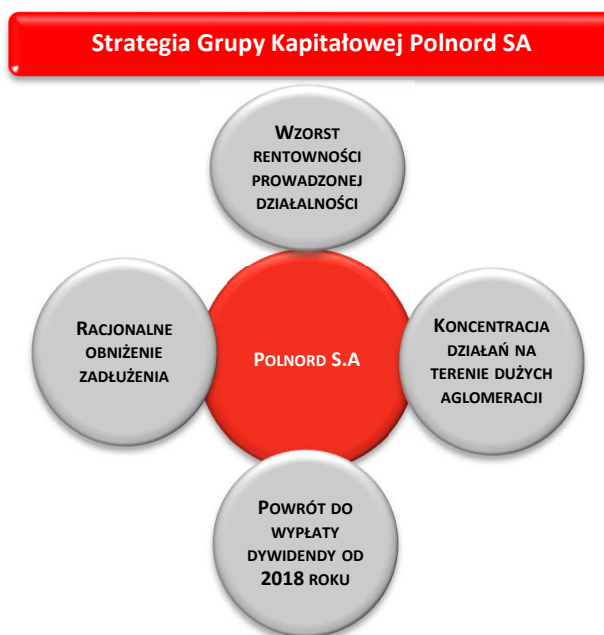 Strategia Grupy Kapitałowej Polnord SA
WZORST
RENTOWNOŚCI
PROWADZONEJ
DZIAŁALNOŚCI
RACJONALNE
OBNIŻENIE
ZADŁUŻENIA
POLNORD S.A
KONCENTRACJA
DZIAŁAŃ NA
TERENIE DUŻYCH
AGLOMERACJI
POWRÓT DO
WYPŁATY
DYWIDENDY OD
2018 ROKU